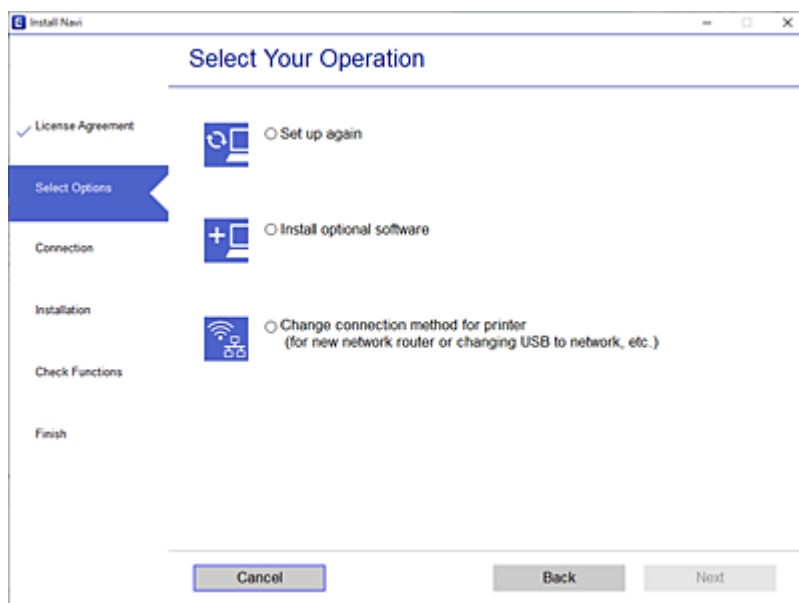 Install Navi
Select Your Operation
License Agreement
Select Options
Connection
Installation
Check Functions
Finish
Set up again
Install optional software
Change connection method for printer
(for new network router or changing USB to network, etc.)
Cancel
Back
Next